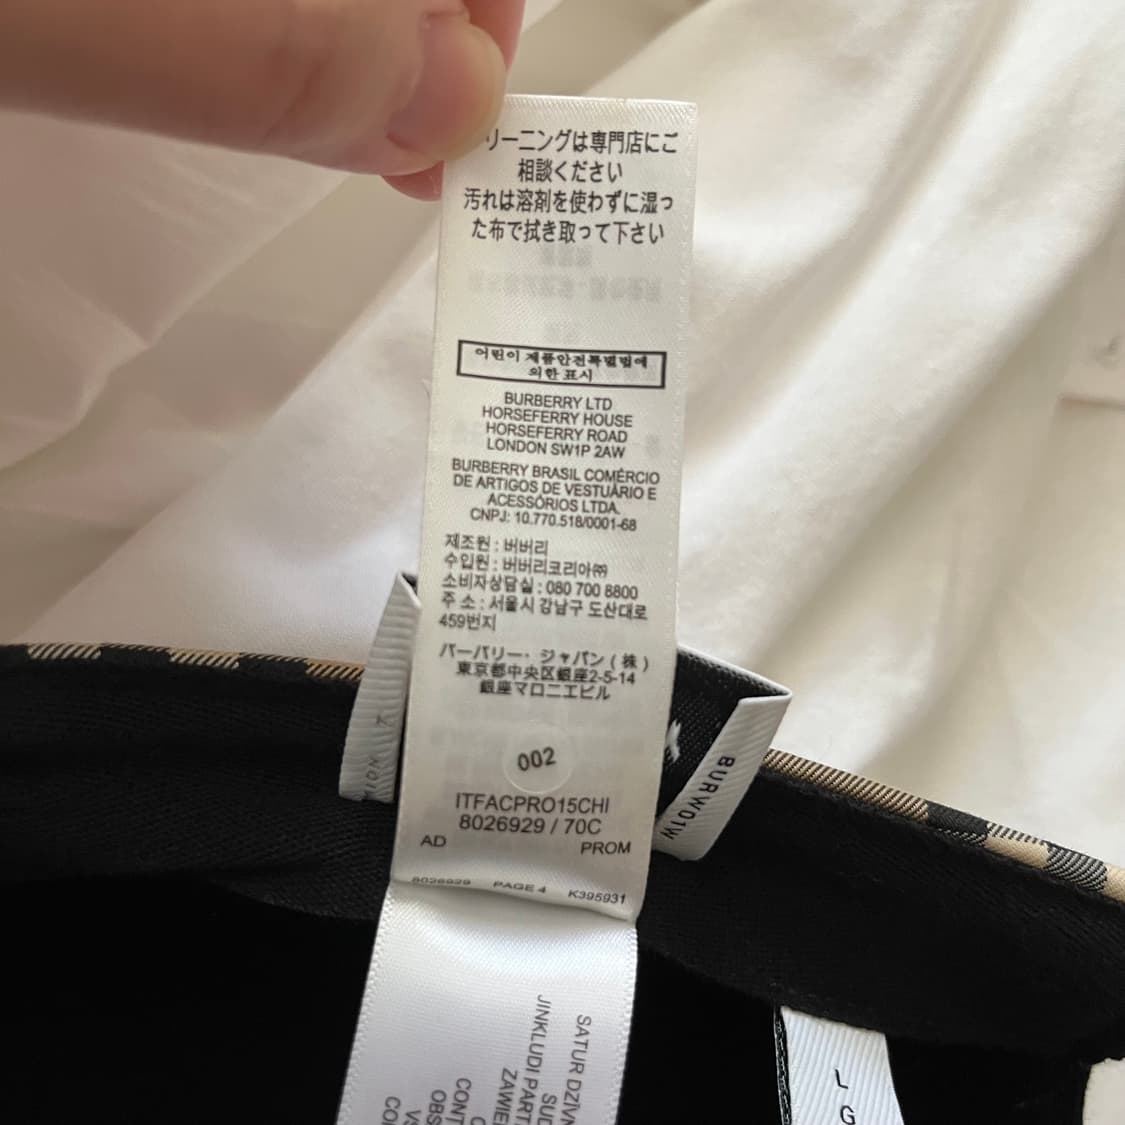 リーニングは専門店にご
相談ください
汚れは溶剤を使わずに湿っ
た布で拭き取って下さい
어린이 제품안전특별법에
의한 표시
BURBERRY LTD
HORSEFERRY HOUSE
HORSEFERRY ROAD
LONDON SW1P 2AW
BURBERRY BRASIL COMÉRCIO
DE ARTIGOS DE VESTUÁRIO E
ACESSÓRIOS LTDA.
CNPJ: 10.770.518/0001-68
제조원 : 버버리
수입원 : 버버리코리아㈜
소비자상담실 : 080 700 8800
주 소 : 서울시 강남구 도산대로
459번지
バーバリー・ジャパン (株)
東京都中央区銀座2-5-14
銀座マロニエビル
002
ITFACPRO15CHI
8026929 / 70C
AD PROM
8026929 PAGE 4 K395931
BURW01W
SATUR DZĪVN
JINKLUDI PART
ZAWIE
CONT
OBS
L
G